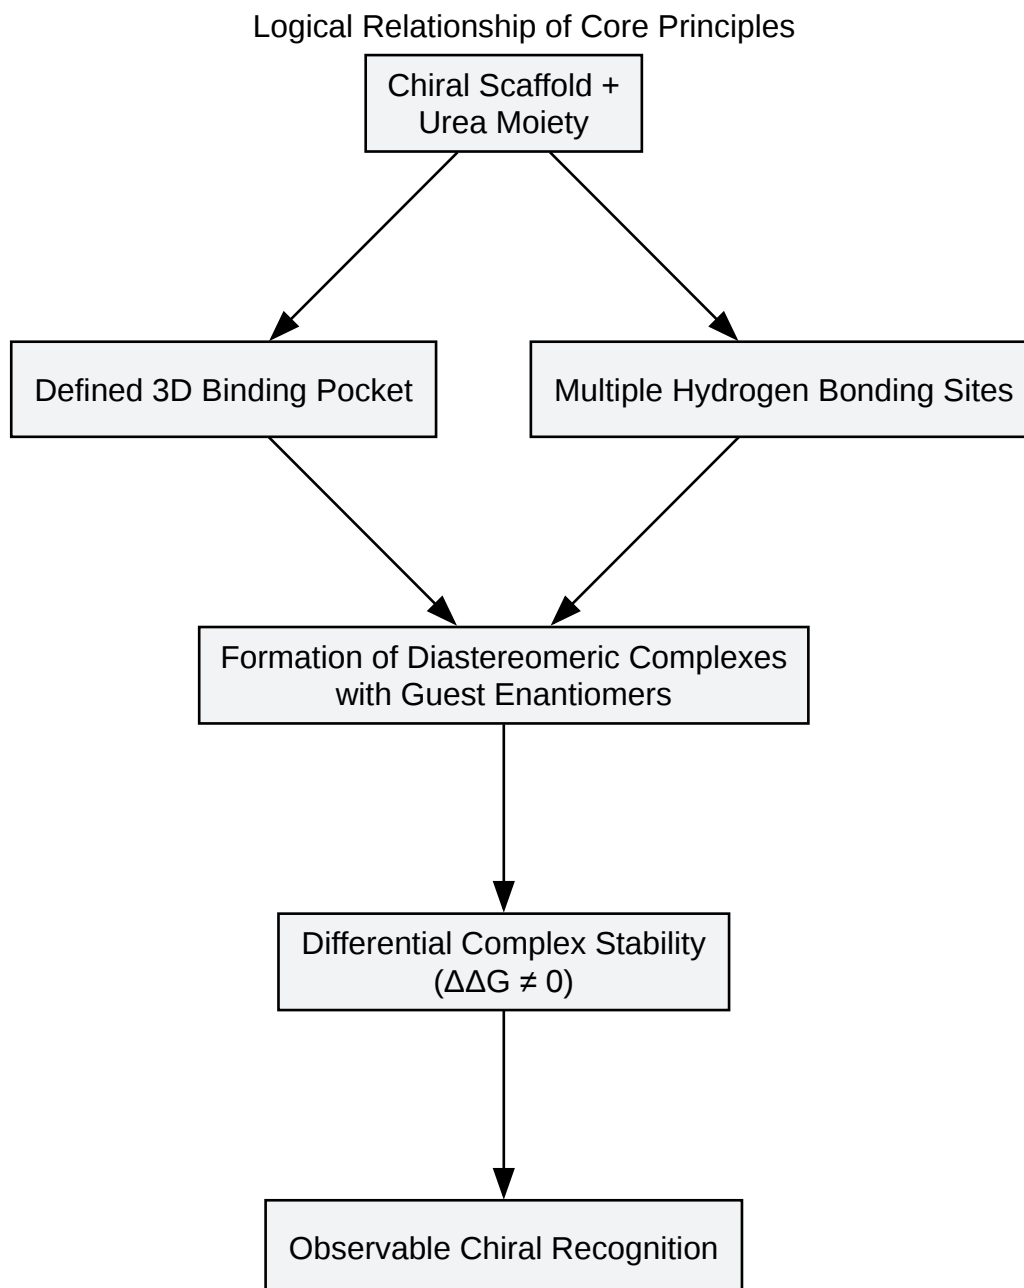 Logical Relationship of Core Principles
Chiral Scaffold +
Urea Moiety
Defined 3D Binding Pocket
Multiple Hydrogen Bonding Sites
Formation of Diastereomeric Complexes
with Guest Enantiomers
Differential Complex Stability
(ΔΔG ≠ 0)
Observable Chiral Recognition